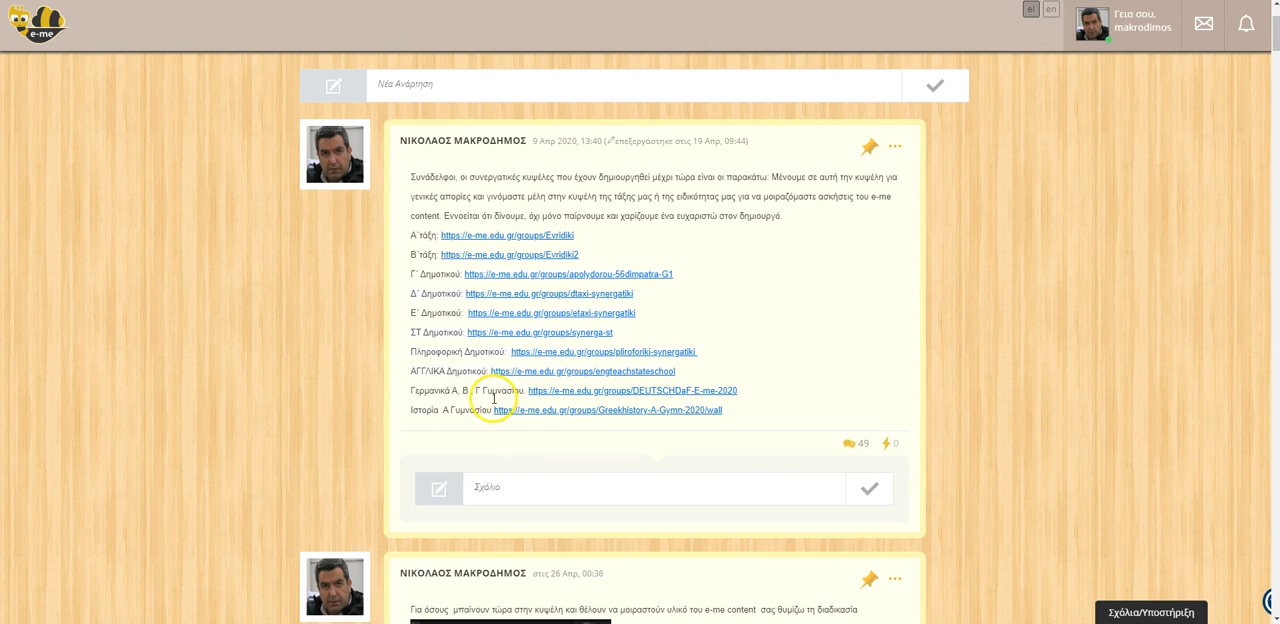 e-me
el en
Γεια σου,
makrodimos
Νέα Ανάρτηση
ΝΙΚΟΛΑΟΣ ΜΑΚΡΟΔΗΜΟΣ 9 Απρ 2020, 13:40 (επεξεργάστηκε στις 19 Απρ, 09:44)
Συνάδελφοι, οι συνεργατικές κυψέλες που έχουν δημιουργηθεί μέχρι τώρα είναι οι παρακάτω: Μένουμε σε αυτή την κυψέλη για
γενικές απορίες και γινόμαστε μέλη στην κυψέλη της τάξης μας ή της ειδικότητας μας για να μοιραζόμαστε ασκήσεις του e-me
content. Εννοείται ότι δίνουμε, όχι μόνο παίρνουμε και χαρίζουμε ένα ευχαριστώ στον δημιουργό.
Α΄τάξη: https://e-me.edu.gr/groups/Evridiki
Β΄τάξη: https://e-me.edu.gr/groups/Evridiki2
Γ΄ Δημοτικού: https://e-me.edu.gr/groups/apolydorou-56dimpatra-G1
Δ΄ Δημοτικού: https://e-me.edu.gr/groups/dtaxi-synergatiki
Ε΄ Δημοτικού: https://e-me.edu.gr/groups/etaxi-synergatiki
ΣΤ Δημοτικού: https://e-me.edu.gr/groups/synerga-st
Πληροφορική Δημοτικού: https://e-me.edu.gr/groups/pliroforiki-synergatiki
ΑΓΓΛΙΚΑ Δημοτικού: https://e-me.edu.gr/groups/engteachstateschool
Γερμανικά Α, Β , Γ Γυμνασίου. https://e-me.edu.gr/groups/DEUTSCHDaF-E-me-2020
Ιστορία Α Γυμνασίου https://e-me.edu.gr/groups/Greekhistory-A-Gymn-2020/wall
49 0
Σχόλιο
ΝΙΚΟΛΑΟΣ ΜΑΚΡΟΔΗΜΟΣ στις 26 Απρ, 00:36
Για όσους μπαίνουν τώρα στην κυψέλη και θέλουν να μοιραστούν υλικό του e-me content σας θυμίζω τη διαδικασία
Σχόλια/Υποστήριξη